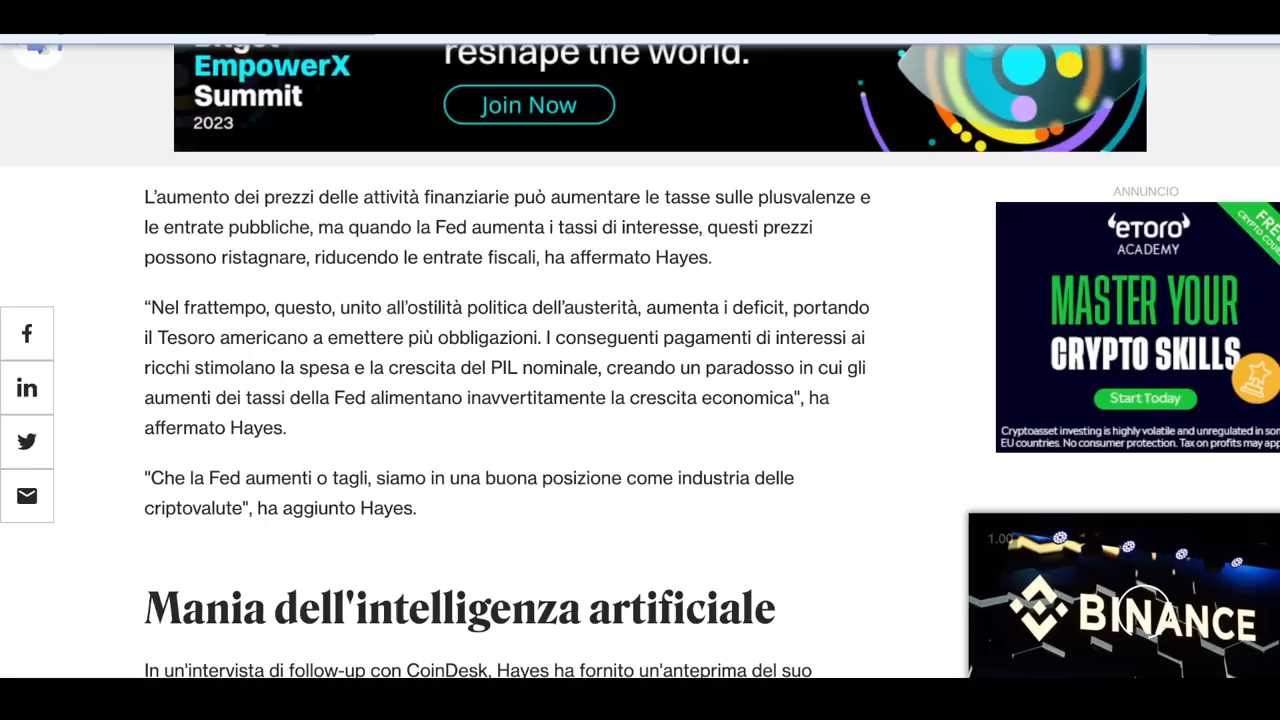 EmpowerX
Summit
2023
reshape the world.
Join Now
L’aumento dei prezzi delle attività finanziarie può aumentare le tasse sulle plusvalenze e
le entrate pubbliche, ma quando la Fed aumenta i tassi di interesse, questi prezzi
possono ristagnare, riducendo le entrate fiscali, ha affermato Hayes.
“Nel frattempo, questo, unito all’ostilità politica dell’austerità, aumenta i deficit, portando
il Tesoro americano a emettere più obbligazioni. I conseguenti pagamenti di interessi ai
ricchi stimolano la spesa e la crescita del PIL nominale, creando un paradosso in cui gli
aumenti dei tassi della Fed alimentano inavvertitamente la crescita economica", ha
affermato Hayes.
"Che la Fed aumenti o tagli, siamo in una buona posizione come industria delle
criptovalute", ha aggiunto Hayes.
Mania dell'intelligenza artificiale
In un'intervista di follow-up con CoinDesk, Hayes ha fornito un'anteprima del suo
ANNUNCIO
eTORO
ACADEMY
FREE
MASTER YOUR
CRYPTO SKILLS
Start Today
Cryptoasset investing is highly volatile and unregulated in
EU countries. No consumer protection. Tax on profits may
1.00
BINANCE